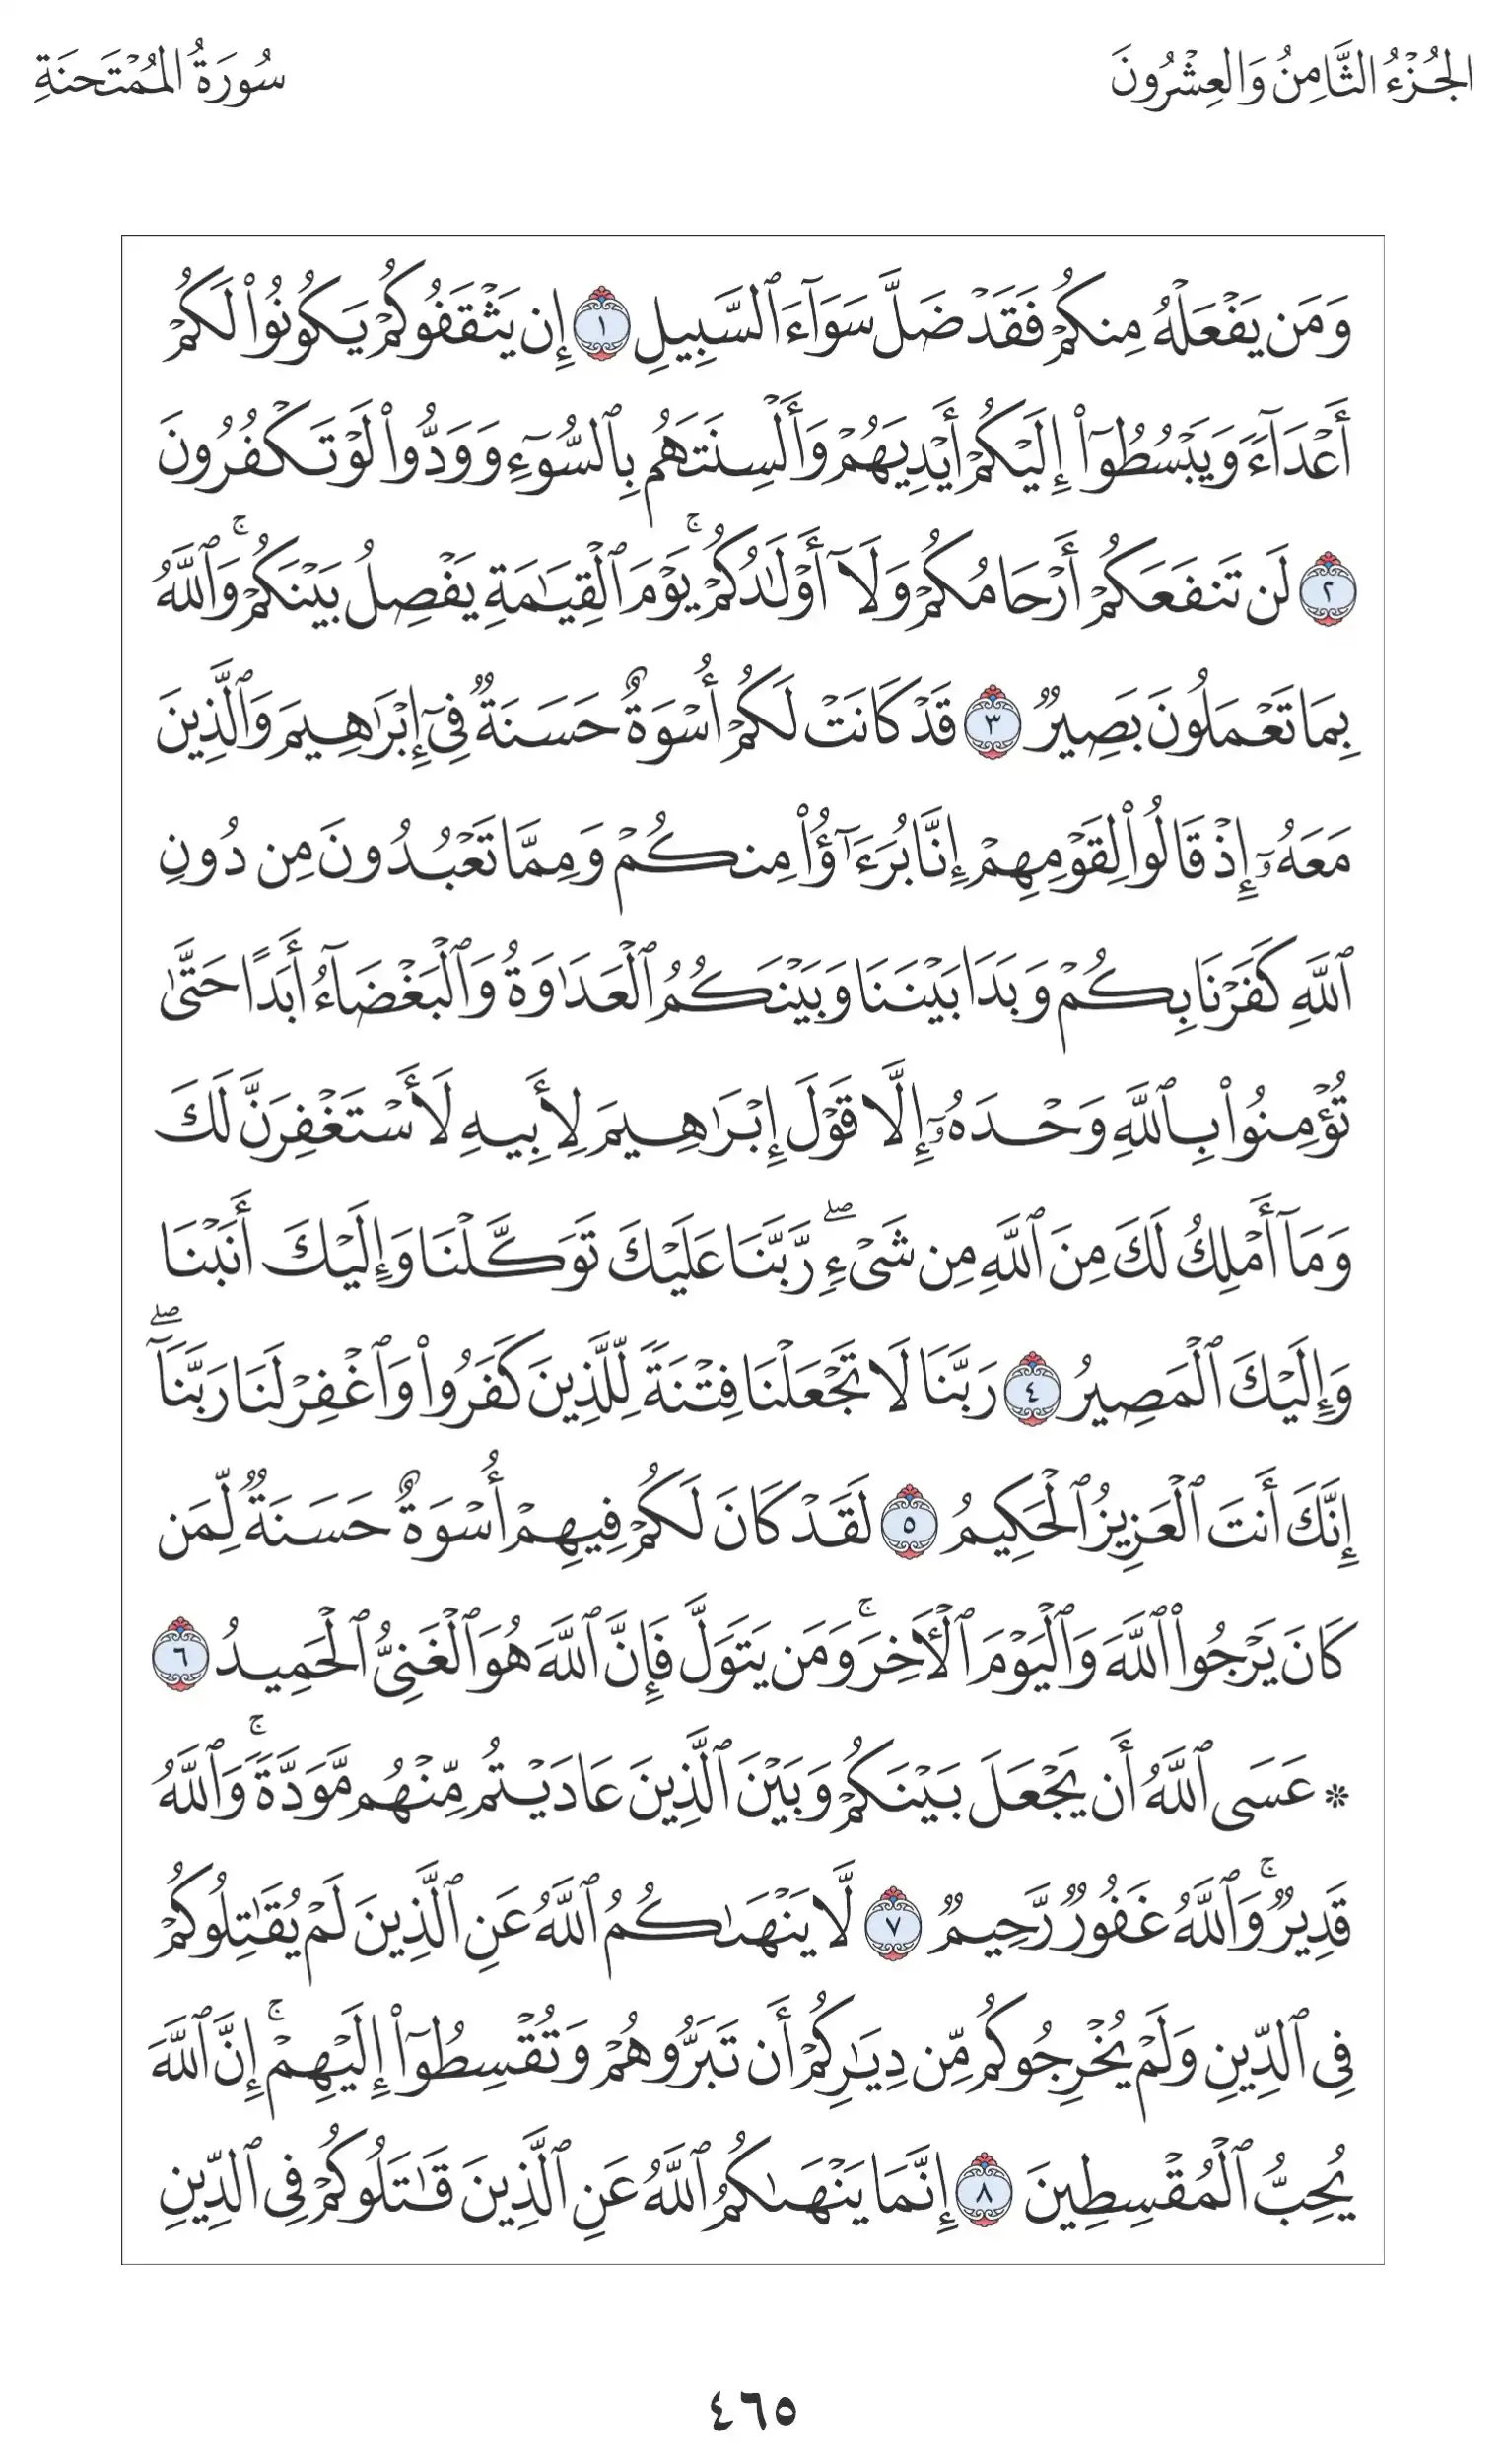 الجُزْءُ الثَّامِنُ وَالعِشْرُونَ
سُورَةُ المُمْتَحنَةِ
وَمَن يَفْعَلْهُ مِنكُمْ فَقَدْ ضَلَّ سَوَآءَ ٱلسَّبِيلِ ١ إِن يَثْقَفُوكُمْ يَكُونُوا۟ لَكُمْ
أَعْدَآءً وَيَبْسُطُوٓا۟ إِلَيْكُمْ أَيْدِيَهُمْ وَأَلْسِنَتَهُم بِٱلسُّوٓءِ وَوَدُّوا۟ لَوْ تَكْفُرُونَ
٢ لَن تَنفَعَكُمْ أَرْحَامُكُمْ وَلَآ أَوْلَٰدُكُمْۚ يَوْمَ ٱلْقِيَٰمَةِ يَفْصِلُ بَيْنَكُمْۚ وَٱللَّهُ
بِمَا تَعْمَلُونَ بَصِيرٌ ٣ قَدْ كَانَتْ لَكُمْ أُسْوَةٌ حَسَنَةٌ فِىٓ إِبْرَٰهِيمَ وَٱلَّذِينَ
مَعَهُۥٓ إِذْ قَالُوا۟ لِقَوْمِهِمْ إِنَّا بُرَءَٰٓؤُا۟ مِنكُمْ وَمِمَّا تَعْبُدُونَ مِن دُونِ
ٱللَّهِ كَفَرْنَا بِكُمْ وَبَدَا بَيْنَنَا وَبَيْنَكُمُ ٱلْعَدَٰوَةُ وَٱلْبَغْضَآءُ أَبَدًا حَتَّىٰ
تُؤْمِنُوا۟ بِٱللَّهِ وَحْدَهُۥٓ إِلَّا قَوْلَ إِبْرَٰهِيمَ لِأَبِيهِ لَأَسْتَغْفِرَنَّ لَكَ
وَمَآ أَمْلِكُ لَكَ مِنَ ٱللَّهِ مِن شَىْءٍۖ رَّبَّنَا عَلَيْكَ تَوَكَّلْنَا وَإِلَيْكَ أَنَبْنَا
وَإِلَيْكَ ٱلْمَصِيرُ ٤ رَبَّنَا لَا تَجْعَلْنَا فِتْنَةً لِّلَّذِينَ كَفَرُوا۟ وَٱغْفِرْ لَنَا رَبَّنَآۖ
إِنَّكَ أَنتَ ٱلْعَزِيزُ ٱلْحَكِيمُ ٥ لَقَدْ كَانَ لَكُمْ فِيهِمْ أُسْوَةٌ حَسَنَةٌ لِّمَن
كَانَ يَرْجُوا۟ ٱللَّهَ وَٱلْيَوْمَ ٱلْءَاخِرَۚ وَمَن يَتَوَلَّ فَإِنَّ ٱللَّهَ هُوَ ٱلْغَنِىُّ ٱلْحَمِيدُ ٦
* عَسَى ٱللَّهُ أَن يَجْعَلَ بَيْنَكُمْ وَبَيْنَ ٱلَّذِينَ عَادَيْتُم مِّنْهُم مَّوَدَّةًۚ وَٱللَّهُ
قَدِيرٌۚ وَٱللَّهُ غَفُورٌ رَّحِيمٌ ٧ لَّا يَنْهَىٰكُمُ ٱللَّهُ عَنِ ٱلَّذِينَ لَمْ يُقَٰتِلُوكُمْ
فِى ٱلدِّينِ وَلَمْ يُخْرِجُوكُم مِّن دِيَٰرِكُمْ أَن تَبَرُّوهُمْ وَتُقْسِطُوٓا۟ إِلَيْهِمْۚ إِنَّ ٱللَّهَ
يُحِبُّ ٱلْمُقْسِطِينَ ٨ إِنَّمَا يَنْهَىٰكُمُ ٱللَّهُ عَنِ ٱلَّذِينَ قَٰتَلُوكُمْ فِى ٱلدِّينِ
٤٦٥